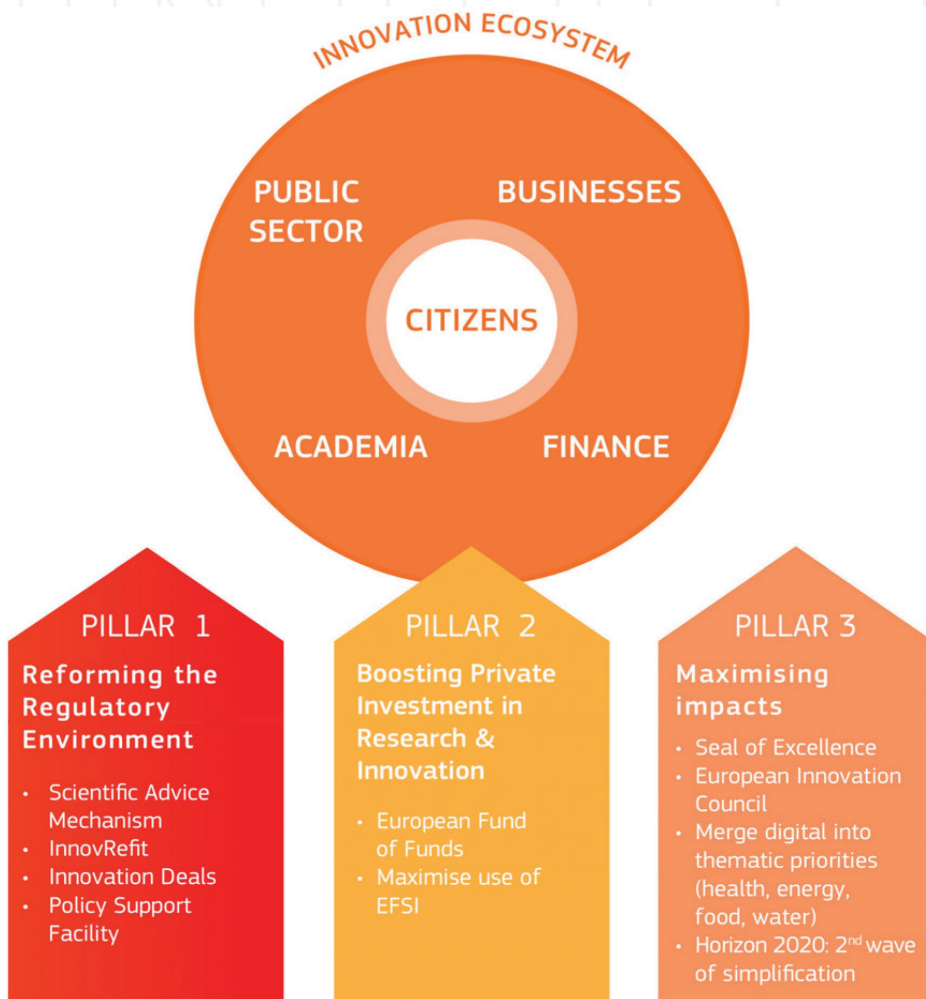 INNOVATION ECOSYSTEM
PUBLIC
SECTOR
BUSINESSES
CITIZENS
ACADEMIA
FINANCE
PILLAR 1
Reforming the
Regulatory
Environment
• Scientific Advice
Mechanism
• InnovRefit
• Innovation Deals
• Policy Support
Facility
PILLAR 2
Boosting Private
Investment in
Research &
Innovation
• European Fund
of Funds
• Maximise use of
EFSI
PILLAR 3
Maximising
impacts
• Seal of Excellence
• European Innovation
Council
• Merge digital into
thematic priorities
(health, energy,
food, water)
• Horizon 2020: 2nd wave
of simplification